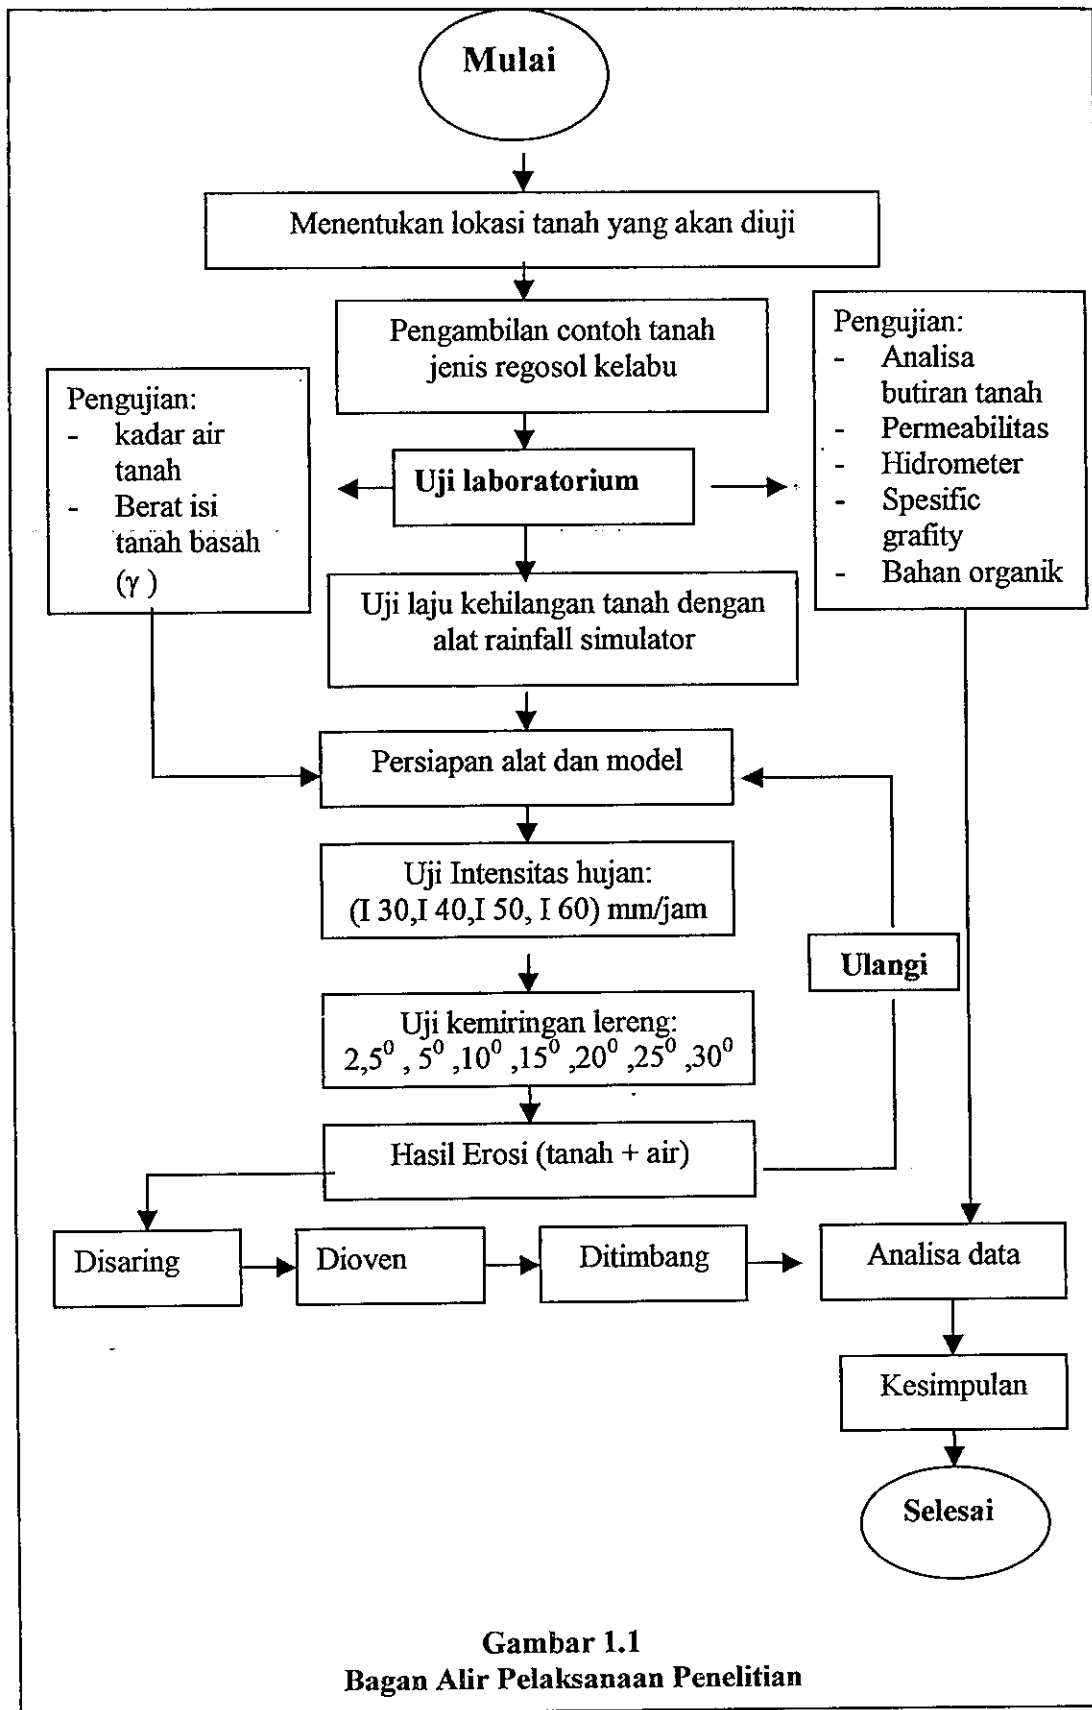 Mulai
Menentukan lokasi tanah yang akan diuji
Pengambilan contoh tanah
jenis regosol kelabu
Pengujian:
- kadar air
tanah
- Berat isi
tanah basah
(γ )
Uji laboratorium
Pengujian:
- Analisa
butiran tanah
- Permeabilitas
- Hidrometer
- Spesific
grafity
- Bahan organik
Uji laju kehilangan tanah dengan
alat rainfall simulator
Persiapan alat dan model
Uji Intensitas hujan:
(I 30,I 40,I 50, I 60) mm/jam
Ulangi
Uji kemiringan lereng:
2,5⁰ , 5⁰ ,10⁰ ,15⁰ ,20⁰ ,25⁰ ,30⁰
Hasil Erosi (tanah + air)
Disaring
Dioven
Ditimbang
Analisa data
Kesimpulan
Selesai
Gambar 1.1
Bagan Alir Pelaksanaan Penelitian